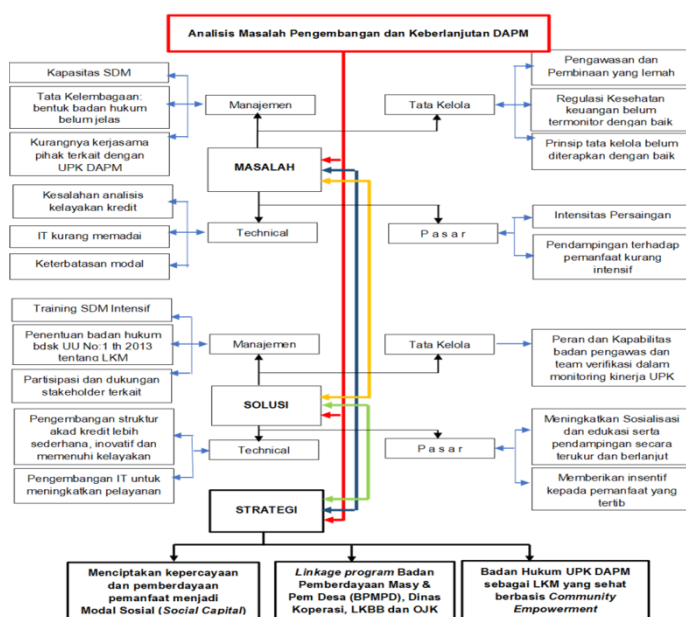 Analisis Masalah Pengembangan dan Keberlanjutan DAPM
Kapasitas SDM
Tata Kelembagaan:
bentuk badan hukum
belum jelas
Kurangnya kerjasama
pihak terkait dengan
UPK DAPM
Manajemen
Tata Kelola
Pengawasan dan
Pembinaan yang lemah
Regulasi Kesehatan
keuangan belum
termonitor dengan baik
Prinsip tata kelola belum
diterapkan dengan baik
MASALAH
Kesalahan analisis
kelayakan kredit
IT kurang memadai
Keterbatasan modal
Technical
P a s a r
Intensitas Persaingan
Pendampingan terhadap
pemanfaat kurang
intensif
Training SDM Intensif
Penentuan badan hukum
bdsk UU No:1 th 2013
tentang LKM
Partisipasi dan dukungan
stakeholder terkait
Manajemen
Tata Kelola
Peran dan Kapabilitas
badan pengawas dan
team verifikasi dalam
monitoring kinerja UPK
SOLUSI
Pengembangan struktur
akad kredit lebih
sederhana, inovatif dan
memenuhi kelayakan
Pengembangan IT untuk
meningkatkan pelayanan
Technical
P a s a r
Meningkatkan Sosialisasi
dan edukasi serta
pendampingan secara
terukur dan berlanjut
Memberikan insentif
kepada pemanfaat yang
tertib
STRATEGI
Menciptakan kepercayaan
dan pemberdayaan
pemanfaat menjadi
Modal Sosial (Social Capital)
Linkage program Badan
Pemberdayaan Masy &
Pem Desa (BPMPD), Dinas
Koperasi, LKBB dan OJK
Badan Hukum UPK DAPM
sebagai LKM yang sehat
berbasis Community
Empowerment